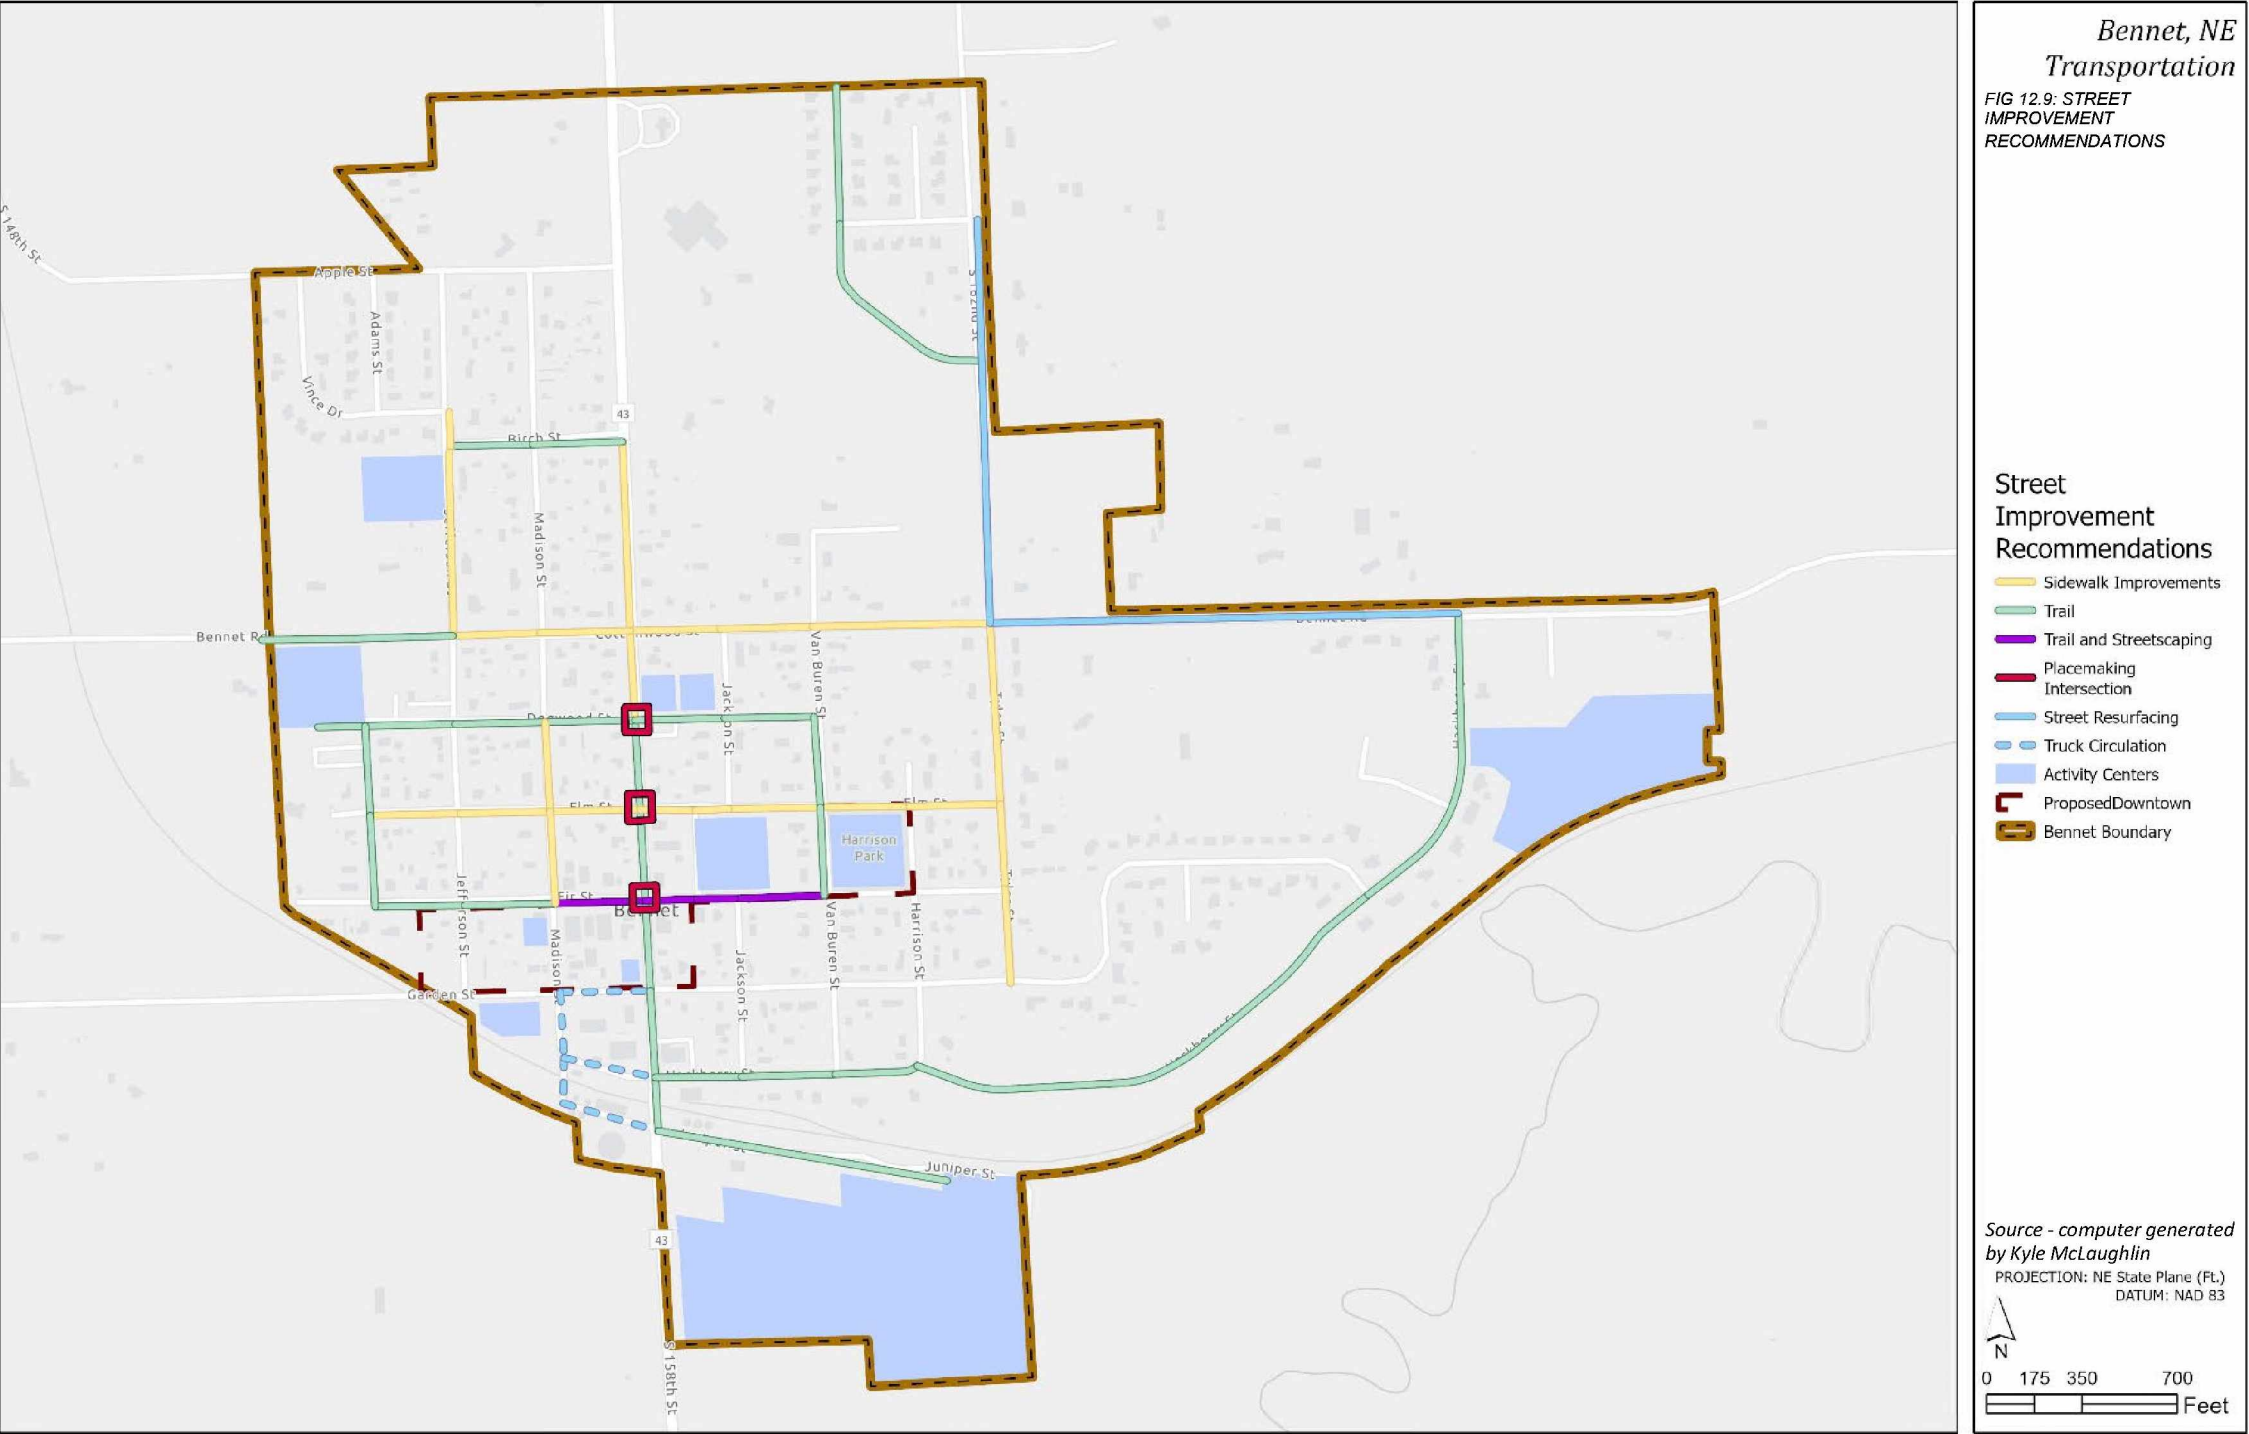 Bennet, NE
Transportation
FIG 12.9: STREET
IMPROVEMENT
RECOMMENDATIONS
Street
Improvement
Recommendations
Sidewalk Improvements
Trail
Trail and Streetscaping
Placemaking
Intersection
Street Resurfacing
Truck Circulation
Activity Centers
ProposedDowntown
Bennet Boundary
Source - computer generated
by Kyle McLaughlin
PROJECTION: NE State Plane (Ft.)
DATUM: NAD 83
N
0 175 350 700
Feet
S 148th St
Apple St
Adams St
Vince Dr
43
Birch St
Madison St
Bennet Rd
Van Buren St
Jackson St
Elm St
Elm St
Harrison
Park
Fir St
Bennet
Jefferson St
Madison St
Van Buren St
Harrison St
Jackson St
Garden St
Juniper St
43
S 158th St